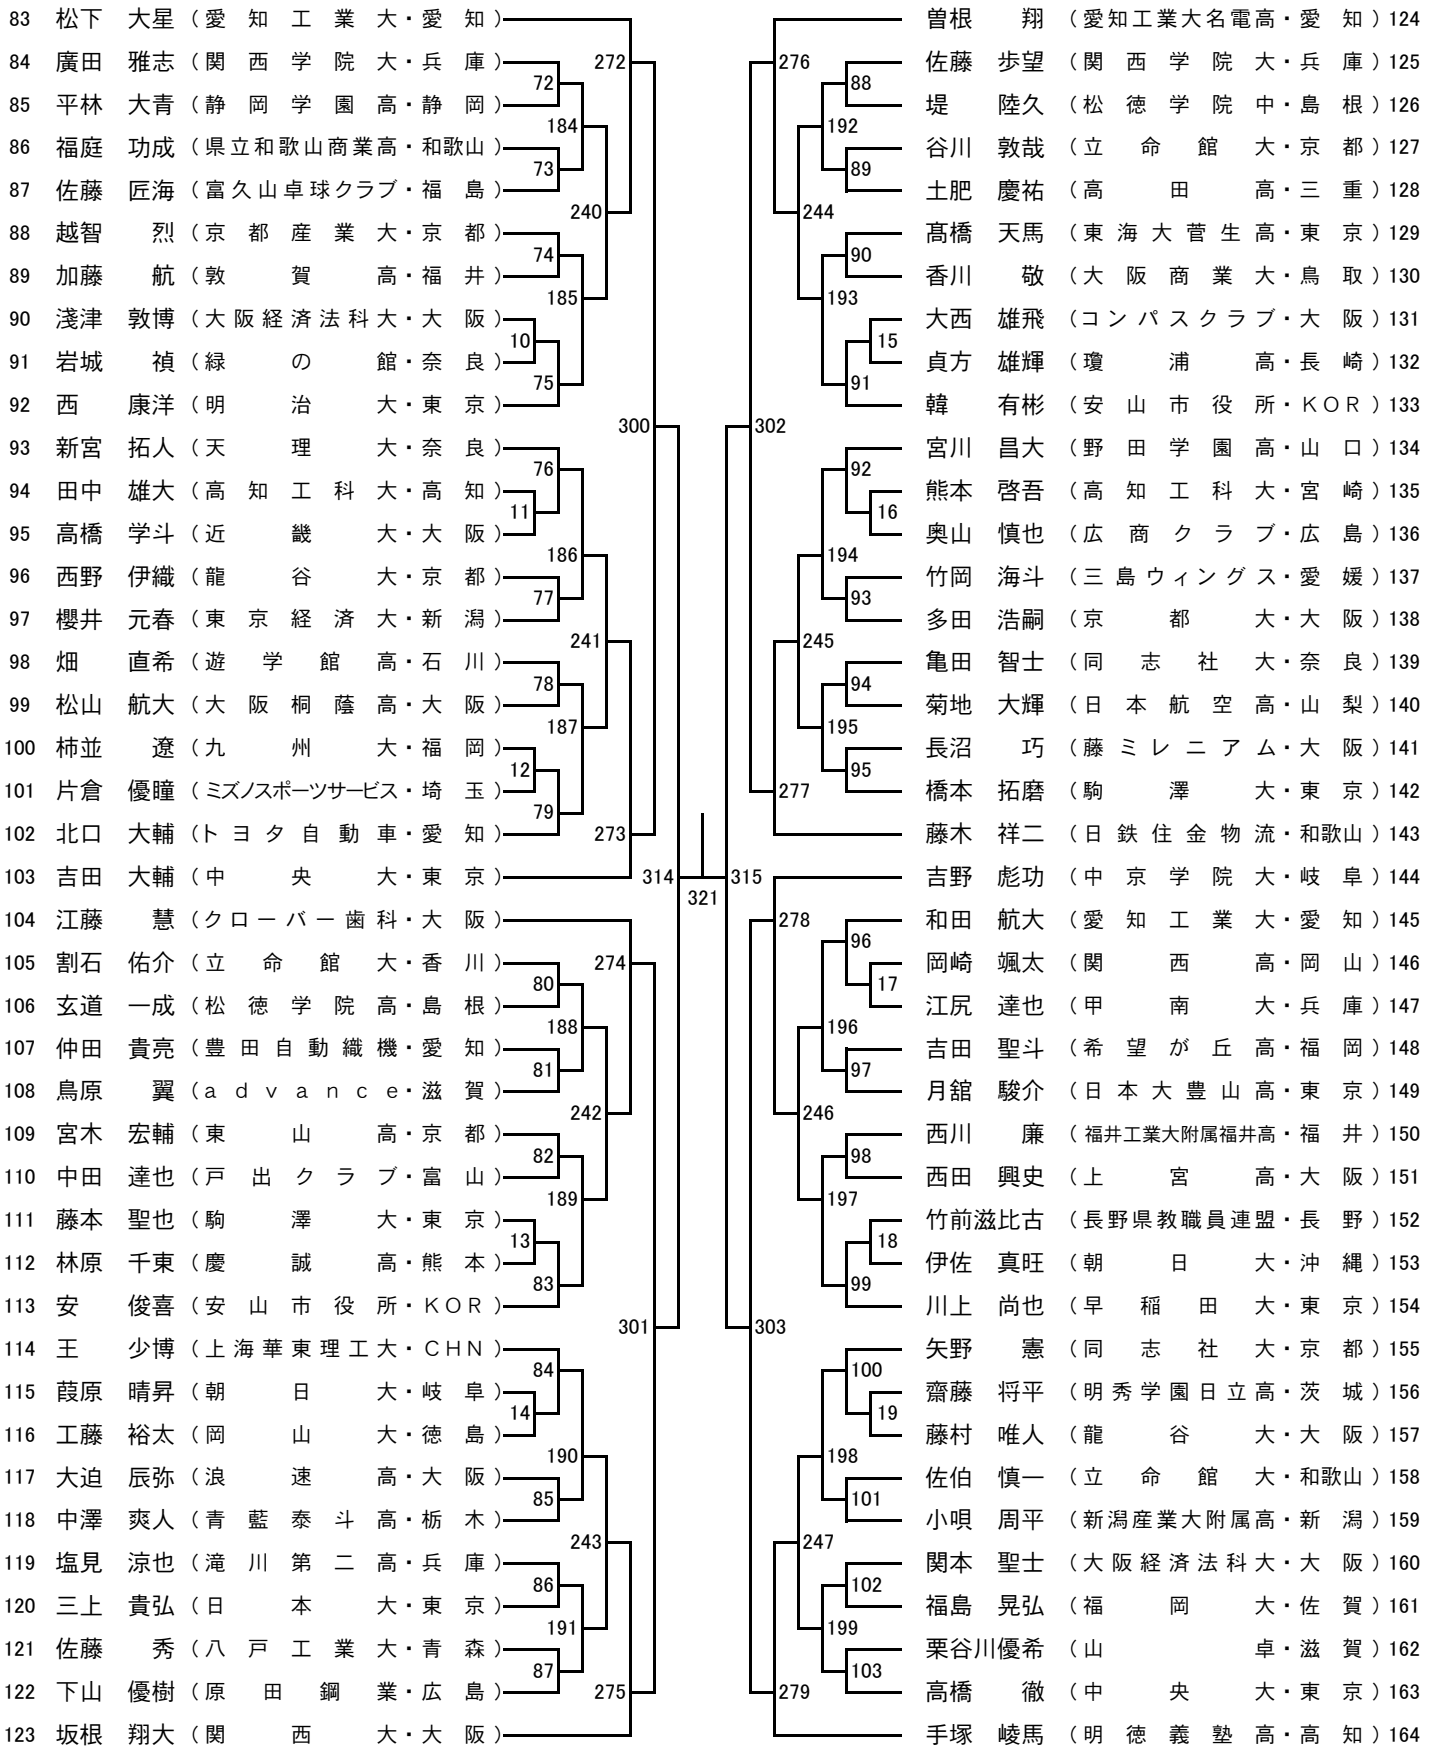 83 松下 大星 (愛知工業大・愛知)
84 廣田 雅志 (関西学院大・兵庫)
85 平林 大青 (静岡学園高・静岡)
86 福庭 功成 (県立和歌山商業高・和歌山)
87 佐藤 匠海 (富久山卓球クラブ・福島)
88 越智 烈 (京都産業大・京都)
89 加藤 航 (敦賀高・福井)
90 淺津 敦博 (大阪経済法科大・大阪)
91 岩城 禎 (緑の館・奈良)
92 西 康洋 (明治大・東京)
93 新宮 拓人 (天理大・奈良)
94 田中 雄大 (高知工科大・高知)
95 高橋 学斗 (近畿大・大阪)
96 西野 伊織 (龍谷大・京都)
97 櫻井 元春 (東京経済大・新潟)
98 畑 直希 (遊学館高・石川)
99 松山 航大 (大阪桐蔭高・大阪)
100 柿並 遼 (九州大・福岡)
101 片倉 優瞳 (ミズノスポーツサービス・埼玉)
102 北口 大輔 (トヨタ自動車・愛知)
103 吉田 大輔 (中央大・東京)
104 江藤 慧 (クローバー歯科・大阪)
105 割石 佑介 (立命館大・香川)
106 玄道 一成 (松徳学院高・島根)
107 仲田 貴亮 (豊田自動織機・愛知)
108 鳥原 翼 (advance・滋賀)
109 宮木 宏輔 (東山高・京都)
110 中田 達也 (戸出クラブ・富山)
111 藤本 聖也 (駒澤大・東京)
112 林原 千東 (慶誠高・熊本)
113 安 俊喜 (安山市役所・KOR)
114 王 少博 (上海華東理工大・CHN)
115 葭原 晴昇 (朝日大・岐阜)
116 工藤 裕太 (岡山大・徳島)
117 大迫 辰弥 (浪速高・大阪)
118 中澤 爽人 (青藍泰斗高・栃木)
119 塩見 涼也 (滝川第二高・兵庫)
120 三上 貴弘 (日本大・東京)
121 佐藤 秀 (八戸工業大・青森)
122 下山 優樹 (原田鋼業・広島)
123 坂根 翔大 (関西大・大阪)
72
73
74
10
75
76
11
77
78
12
79
80
81
82
13
83
84
14
85
86
87
184
185
186
187
188
189
190
191
240
241
242
243
272
273
274
275
300
301
314
321
315
302
303
276
277
278
279
244
245
246
247
192
193
194
195
196
197
198
199
88
89
90
15
91
92
16
93
94
95
96
17
97
98
18
99
100
19
101
102
103
曽根 翔 (愛知工業大名電高・愛知) 124
佐藤 歩望 (関西学院大・兵庫) 125
堤 陸久 (松徳学院中・島根) 126
谷川 敦哉 (立命館大・京都) 127
土肥 慶祐 (高田高・三重) 128
髙橋 天馬 (東海大菅生高・東京) 129
香川 敬 (大阪商業大・鳥取) 130
大西 雄飛 (コンパスクラブ・大阪) 131
貞方 雄輝 (瓊浦高・長崎) 132
韓 有彬 (安山市役所・KOR) 133
宮川 昌大 (野田学園高・山口) 134
熊本 啓吾 (高知工科大・宮崎) 135
奥山 慎也 (広商クラブ・広島) 136
竹岡 海斗 (三島ウィングス・愛媛) 137
多田 浩嗣 (京都大・大阪) 138
亀田 智士 (同志社大・奈良) 139
菊地 大輝 (日本航空高・山梨) 140
長沼 巧 (藤ミレニアム・大阪) 141
橋本 拓磨 (駒澤大・東京) 142
藤木 祥二 (日鉄住金物流・和歌山) 143
吉野 彪功 (中京学院大・岐阜) 144
和田 航大 (愛知工業大・愛知) 145
岡崎 颯太 (関西高・岡山) 146
江尻 達也 (甲南大・兵庫) 147
吉田 聖斗 (希望が丘高・福岡) 148
月舘 駿介 (日本大豊山高・東京) 149
西川 廉 (福井工業大附属福井高・福井) 150
西田 興史 (上宮高・大阪) 151
竹前滋比古 (長野県教職員連盟・長野) 152
伊佐 真旺 (朝日大・沖縄) 153
川上 尚也 (早稲田大・東京) 154
矢野 憲 (同志社大・京都) 155
齋藤 将平 (明秀学園日立高・茨城) 156
藤村 唯人 (龍谷大・大阪) 157
佐伯 慎一 (立命館大・和歌山) 158
小唄 周平 (新潟産業大附属高・新潟) 159
関本 聖士 (大阪経済法科大・大阪) 160
福島 晃弘 (福岡大・佐賀) 161
栗谷川優希 (山卓・滋賀) 162
高橋 徹 (中央大・東京) 163
手塚 崚馬 (明徳義塾高・高知) 164